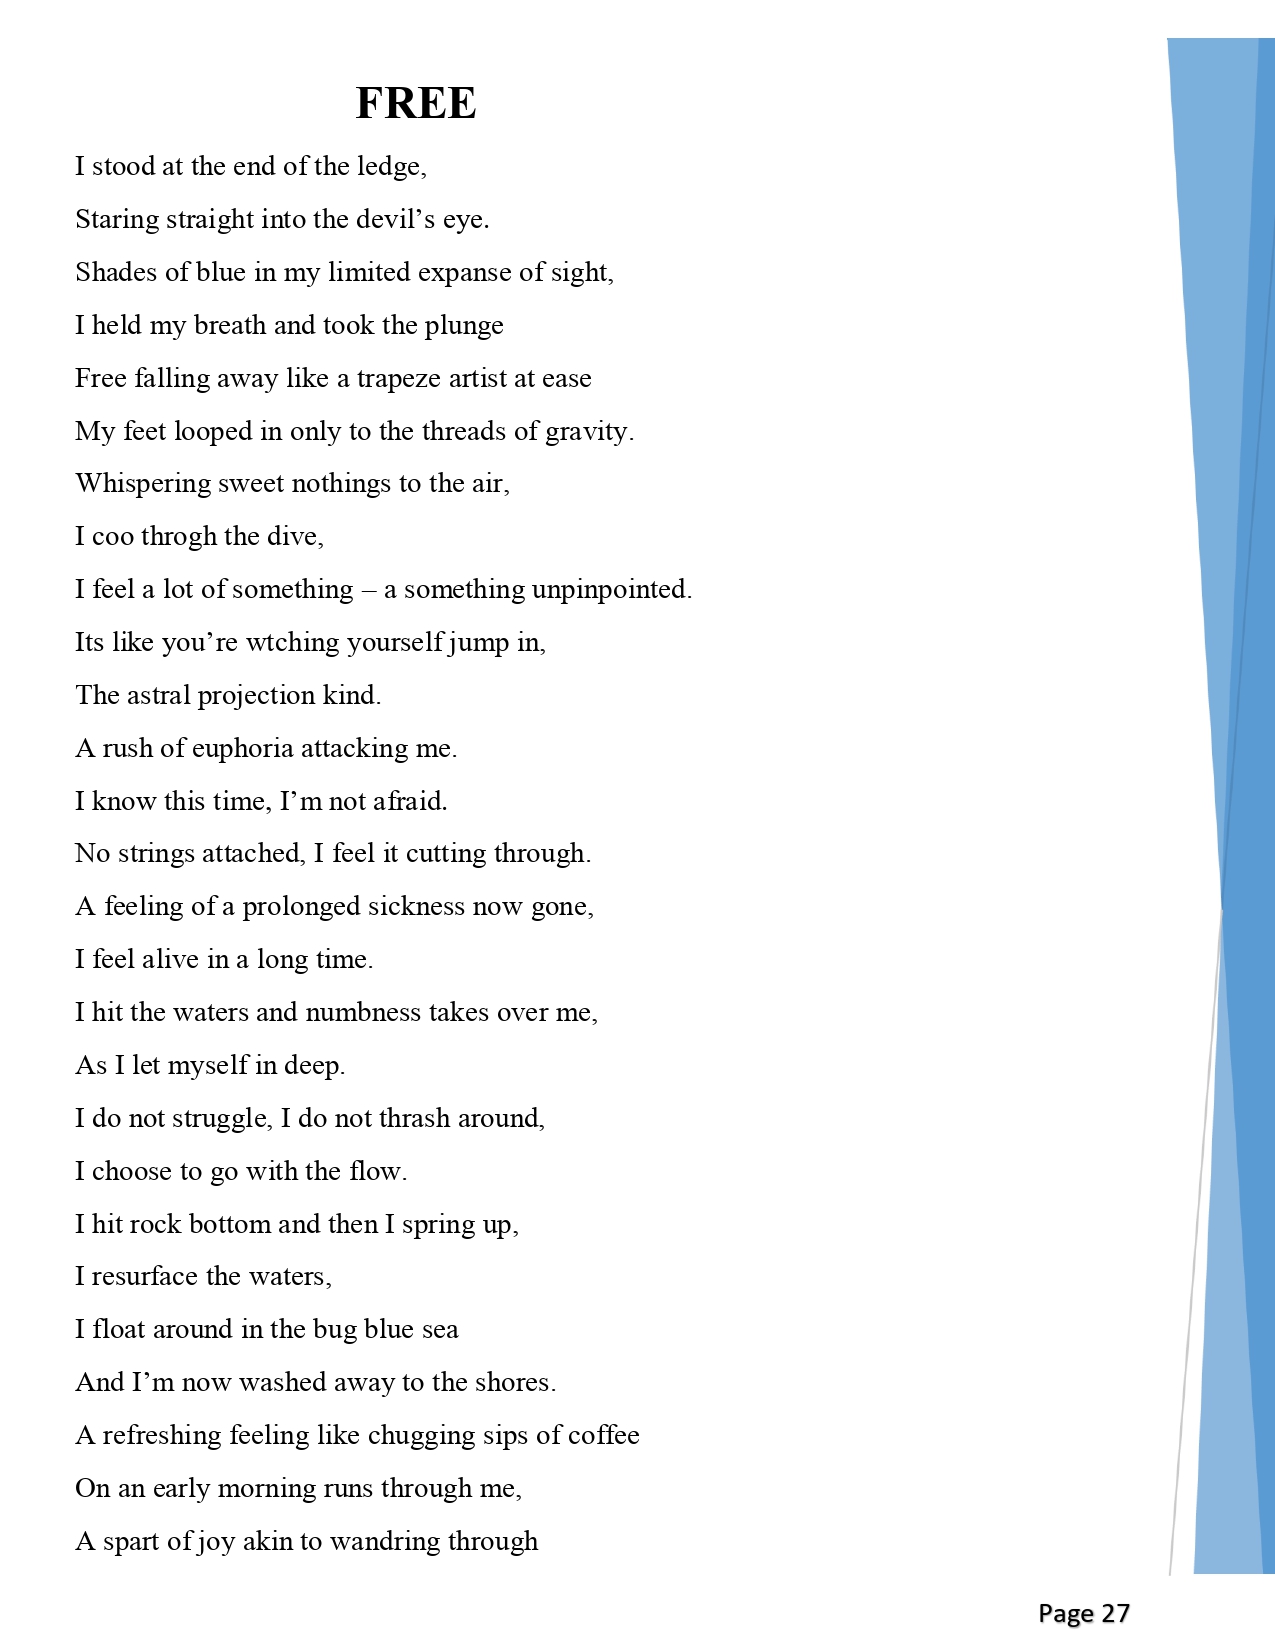 FREE
I stood at the end of the ledge,
Staring straight into the devil’s eye.
Shades of blue in my limited expanse of sight,
I held my breath and took the plunge
Free falling away like a trapeze artist at ease
My feet looped in only to the threads of gravity.
Whispering sweet nothings to the air,
I coo throgh the dive,
I feel a lot of something – a something unpinpointed.
Its like you’re wtching yourself jump in,
The astral projection kind.
A rush of euphoria attacking me.
I know this time, I’m not afraid.
No strings attached, I feel it cutting through.
A feeling of a prolonged sickness now gone,
I feel alive in a long time.
I hit the waters and numbness takes over me,
As I let myself in deep.
I do not struggle, I do not thrash around,
I choose to go with the flow.
I hit rock bottom and then I spring up,
I resurface the waters,
I float around in the bug blue sea
And I’m now washed away to the shores.
A refreshing feeling like chugging sips of coffee
On an early morning runs through me,
A spart of joy akin to wandring through
Page 27